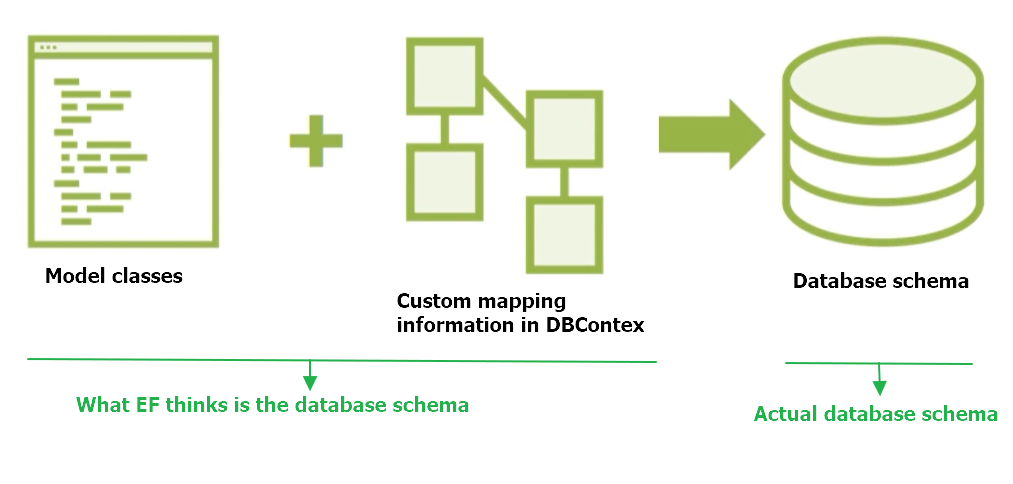 Model classes
Custom mapping
information in DBContex
Database schema
What EF thinks is the database schema
Actual database schema